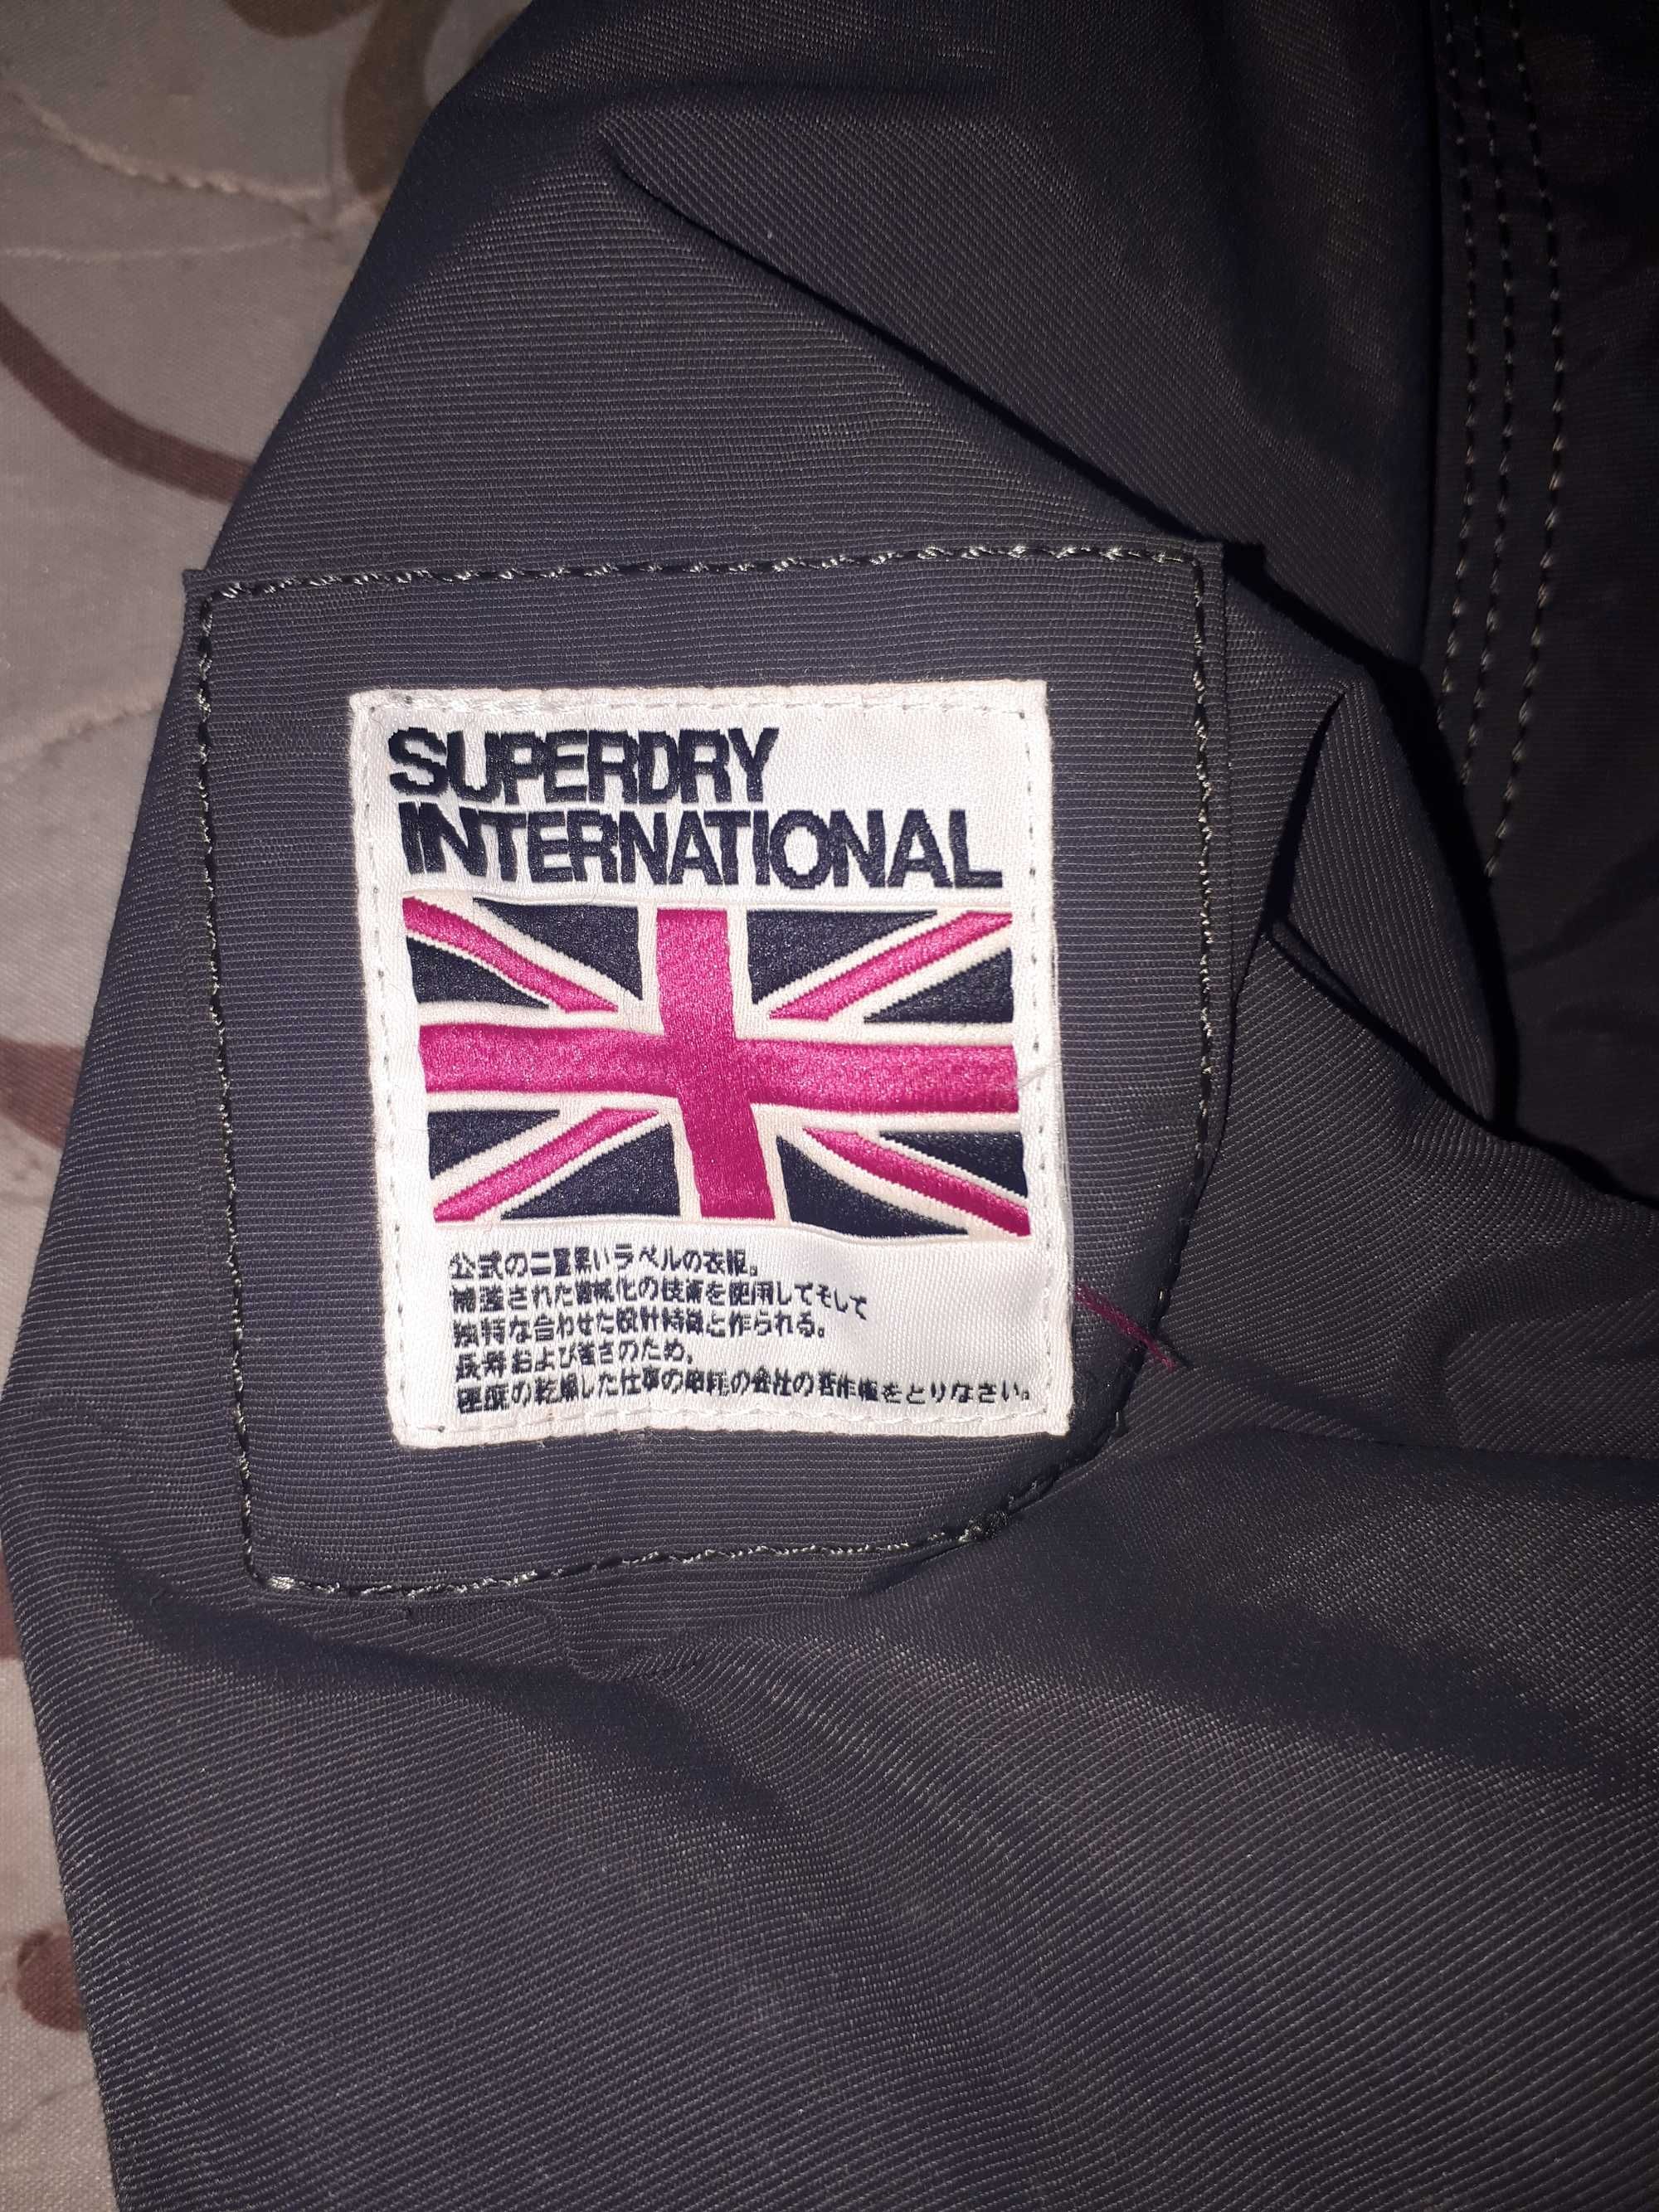 SUPERDRY
INTERNATIONAL
公式の二重黒いラベルの衣服。
補強された機械化の技術を使用してそして
独特な合わせた設計特徴と作られる。
長寿および強さのため。
極度の乾燥した仕事の の会社の著作権をとりなさい。